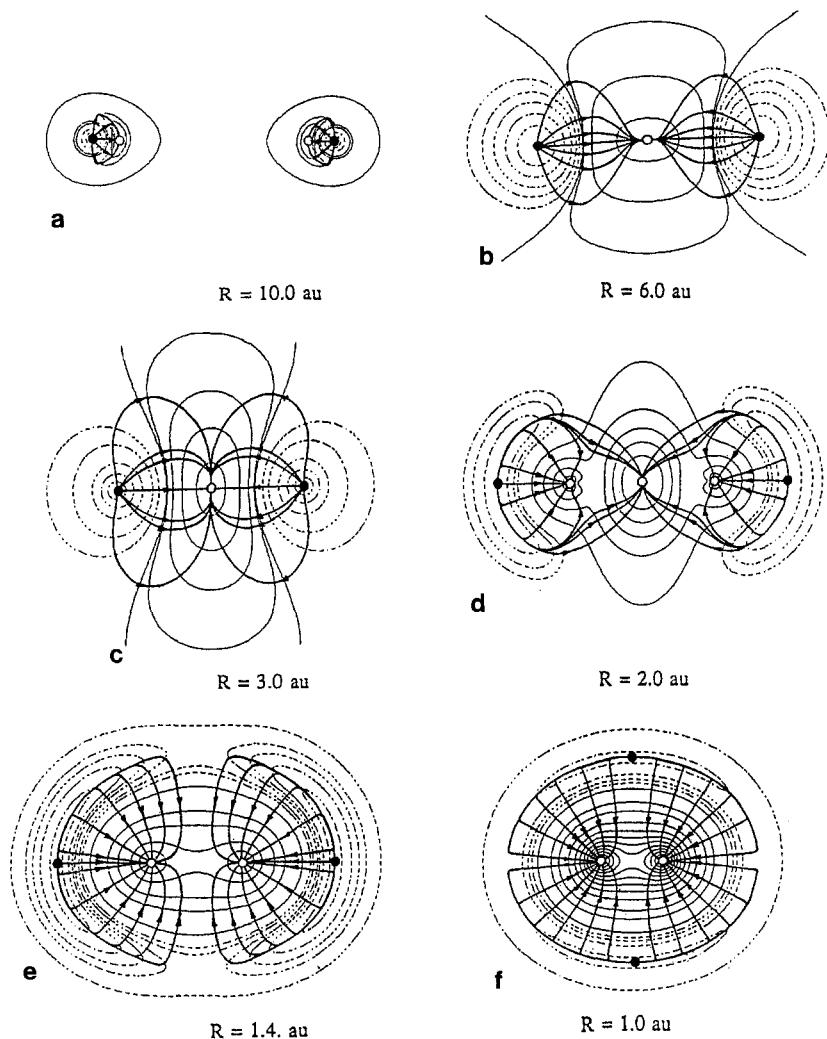 a
R = 10.0 au
b
R = 6.0 au
c
R = 3.0 au
d
R = 2.0 au
e
R = 1.4. au
f
R = 1.0 au